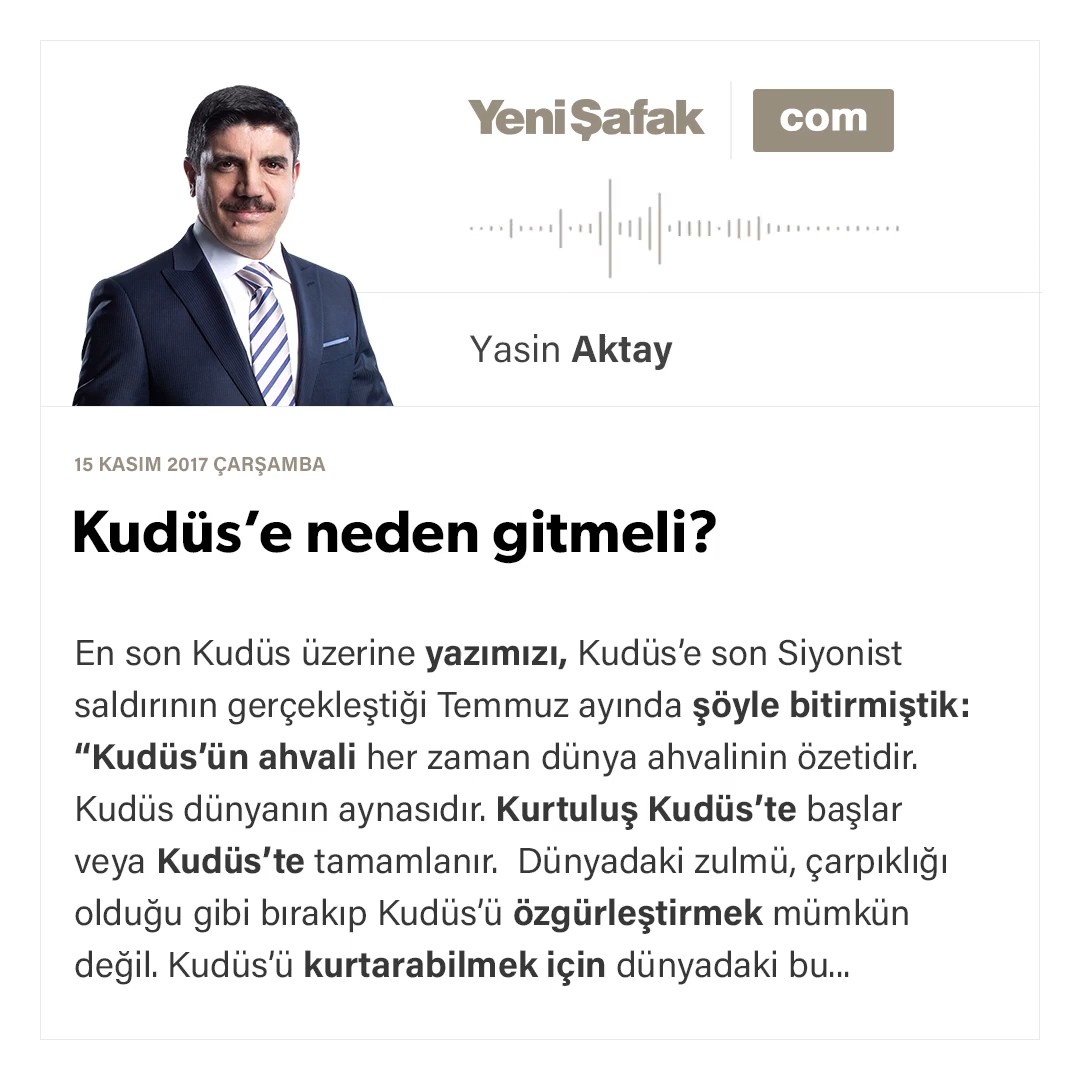 YeniŞafak com
Yasin Aktay
15 KASIM 2017 ÇARŞAMBA
Kudüs’e neden gitmeli?
En son Kudüs üzerine yazımızı, Kudüs’e son Siyonist
saldırının gerçekleştiği Temmuz ayında şöyle bitirmiştik:
“Kudüs’ün ahvali her zaman dünya ahvalinin özetidir.
Kudüs dünyanın aynasıdır. Kurtuluş Kudüs’te başlar
veya Kudüs’te tamamlanır.  Dünyadaki zulmü, çarpıklığı
olduğu gibi bırakıp Kudüs’ü özgürleştirmek mümkün
değil. Kudüs’ü kurtarabilmek için dünyadaki bu...